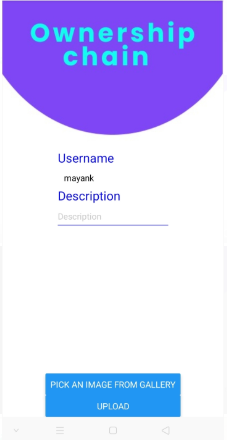 Ownership
chain
Username
mayank
Description
Description
PICK AN IMAGE FROM GALLERY
UPLOAD